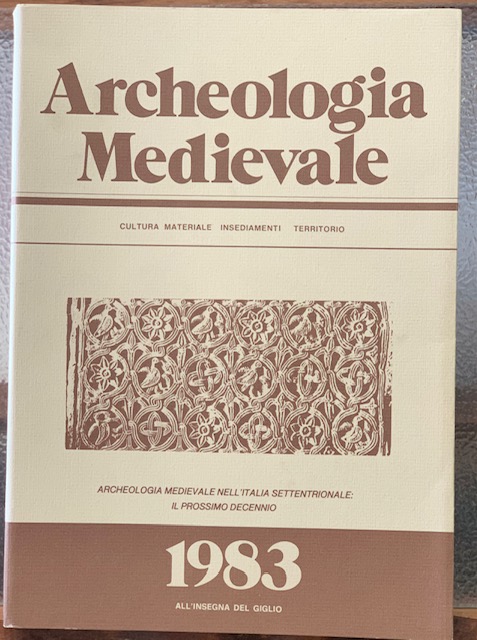 Archeologia
Medievale
CULTURA MATERIALE INSEDIAMENTI TERRITORIO
ARCHEOLOGIA MEDIEVALE NELL'ITALIA SETTENTRIONALE:
IL PROSSIMO DECENNIO
1983
ALL'INSEGNA DEL GIGLIO